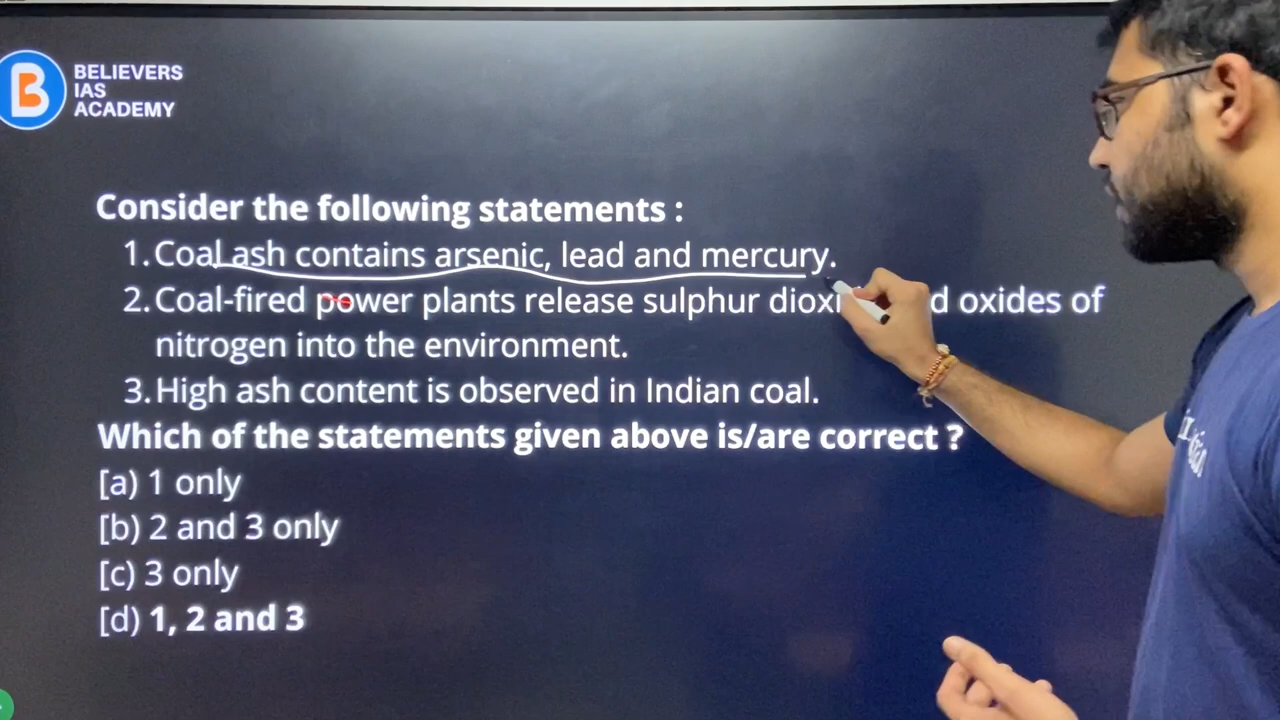 BELIEVERS
IAS
ACADEMY
Consider the following statements :
1. Coal ash contains arsenic, lead and mercury.
2. Coal-fired power plants release sulphur d oxides of
nitrogen into the environment.
3. High ash content is observed in Indian coal.
Which of the statements given above is/are correct ?
[a) 1 only
[b) 2 and 3 only
[c) 3 only
[d) 1, 2 and 3